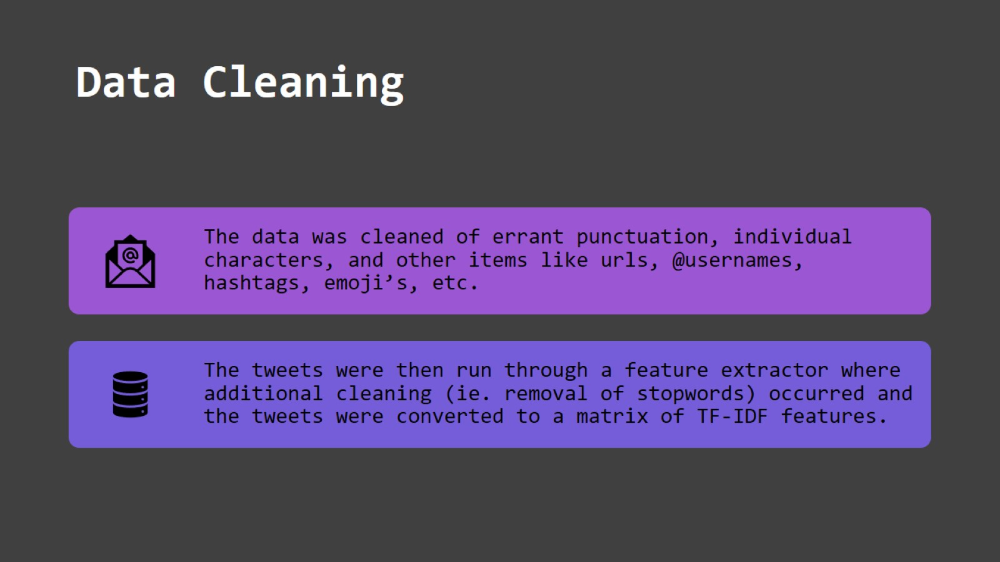 Data Cleaning
@
The data was cleaned of errant punctuation, individual
characters, and other items like urls, @usernames,
hashtags, emoji’s, etc.
The tweets were then run through a feature extractor where
additional cleaning (ie. removal of stopwords) occurred and
the tweets were converted to a matrix of TF-IDF features.